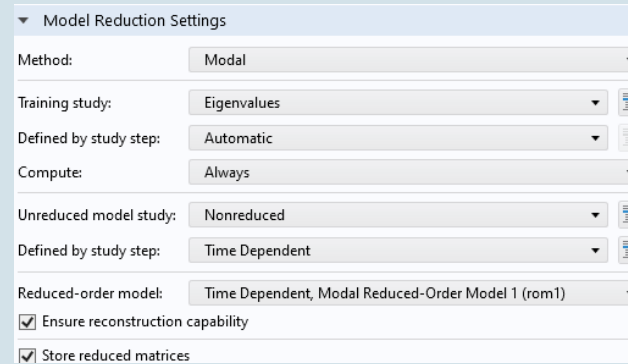 Model Reduction Settings
Method: Modal
Training study: Eigenvalues
Defined by study step: Automatic
Compute: Always
Unreduced model study: Nonreduced
Defined by study step: Time Dependent
Reduced-order model: Time Dependent, Modal Reduced-Order Model 1 (rom1)
Ensure reconstruction capability
Store reduced matrices